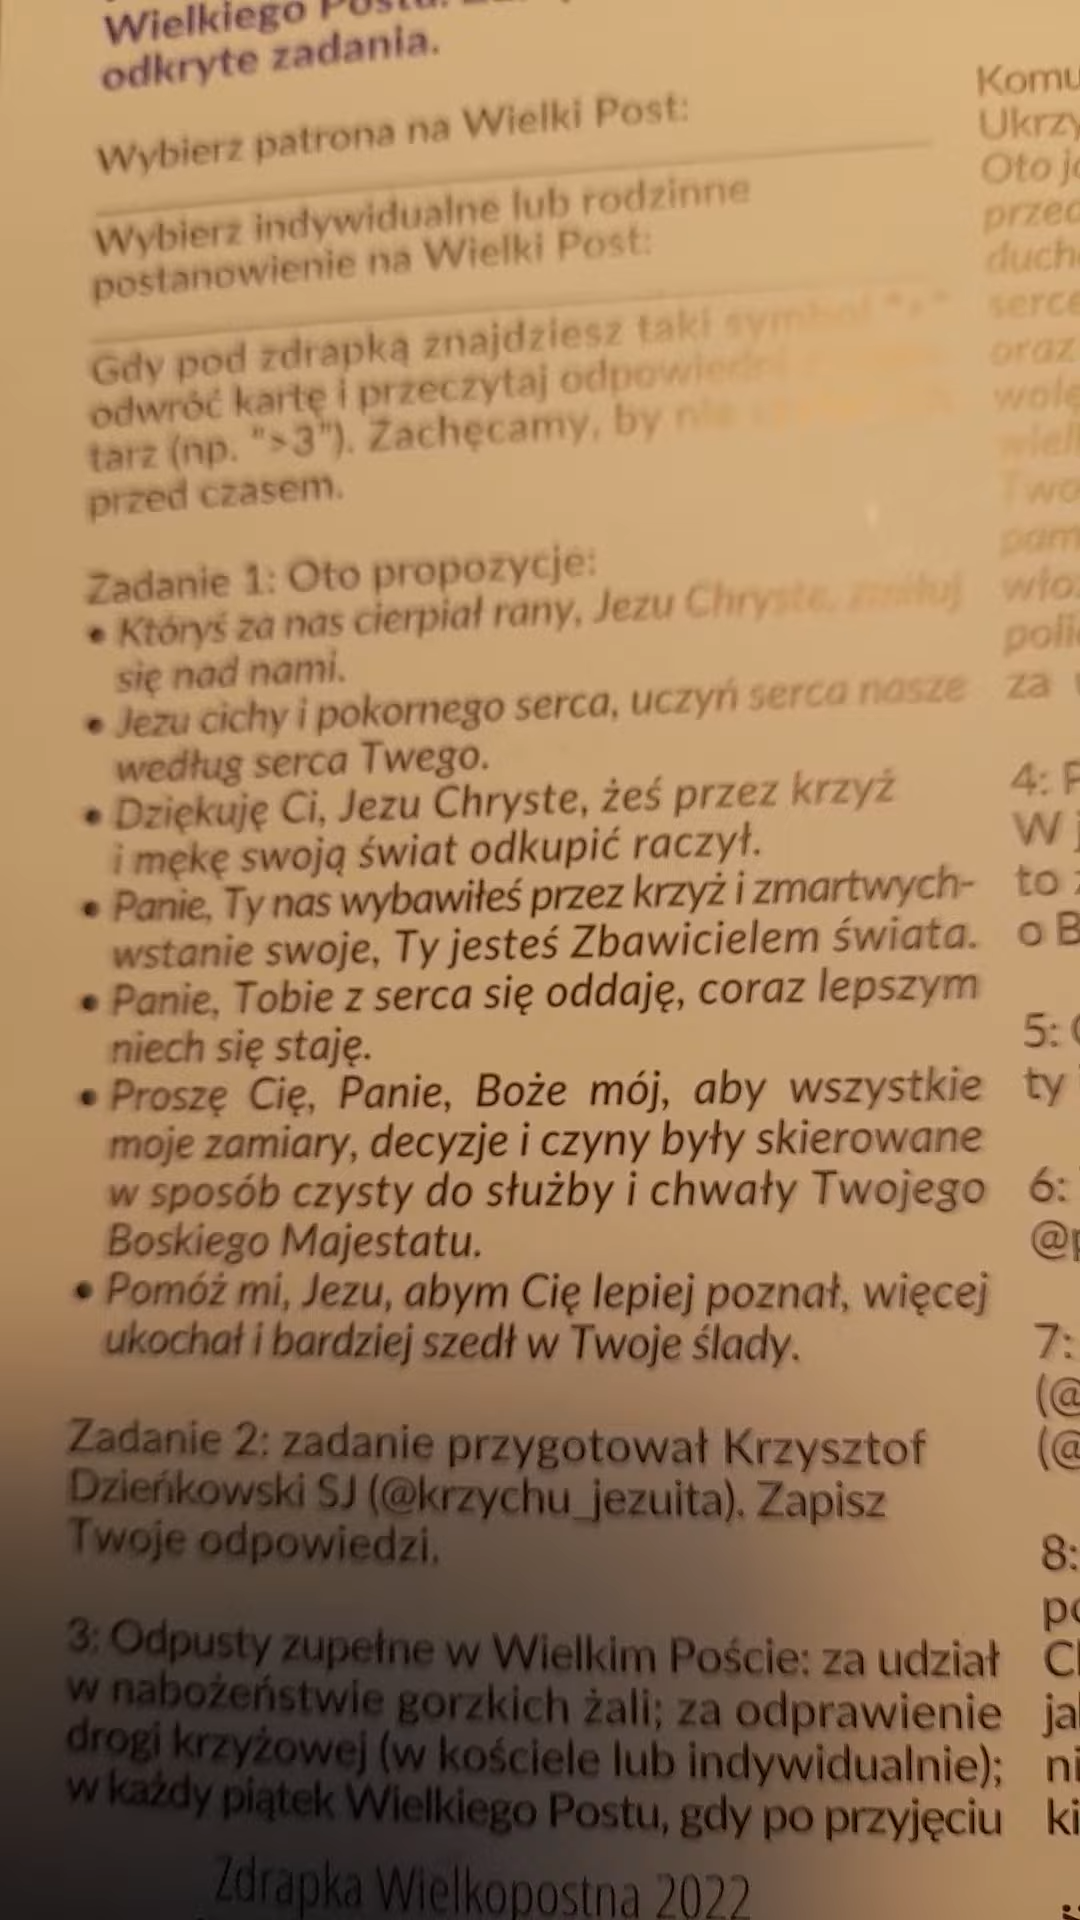 Wielkiego Postu.
odkryte zadania.
Wybierz patrona na Wielki Post:
Wybierz indywidualne lub rodzinne
postanowienie na Wielki Post:
Gdy pod zdrapką znajdziesz taki symbol
odwróć kartę i przeczytaj
tarz (np. ">3"). Zachęcamy, by nie
przed czasem.
Zadanie 1: Oto propozycje:
• Któryś za nas cierpiał rany, Jezu Chryste, zmiłuj
się nad nami.
• Jezu cichy i pokornego serca, uczyń serca nasze
według serca Twego.
• Dziękuję Ci, Jezu Chryste, żeś przez krzyż
i mękę swoją świat odkupić raczył.
• Panie, Ty nas wybawiłeś przez krzyż i zmartwych-
wstanie swoje, Ty jesteś Zbawicielem świata.
• Panie, Tobie z serca się oddaję, coraz lepszym
niech się staję.
• Proszę Cię, Panie, Boże mój, aby wszystkie
moje zamiary, decyzje i czyny były skierowane
w sposób czysty do służby i chwały Twojego
Boskiego Majestatu.
• Pomóż mi, Jezu, abym Cię lepiej poznał, więcej
ukochał i bardziej szedł w Twoje ślady.
Zadanie 2: zadanie przygotował Krzysztof
Dzieńkowski SJ (@krzychu_jezuita). Zapisz
Twoje odpowiedzi.
3: Odpusty zupełne w Wielkim Poście: za udział
w nabożeństwie gorzkich żali; za odprawienie
drogi krzyżowej (w kościele lub indywidualnie);
w każdy piątek Wielkiego Postu, gdy po przyjęciu
Zdrapka Wielkopostna 2022
Oto
oraz
za
4:
W
to
o
5:
ty
6:
7:
8: